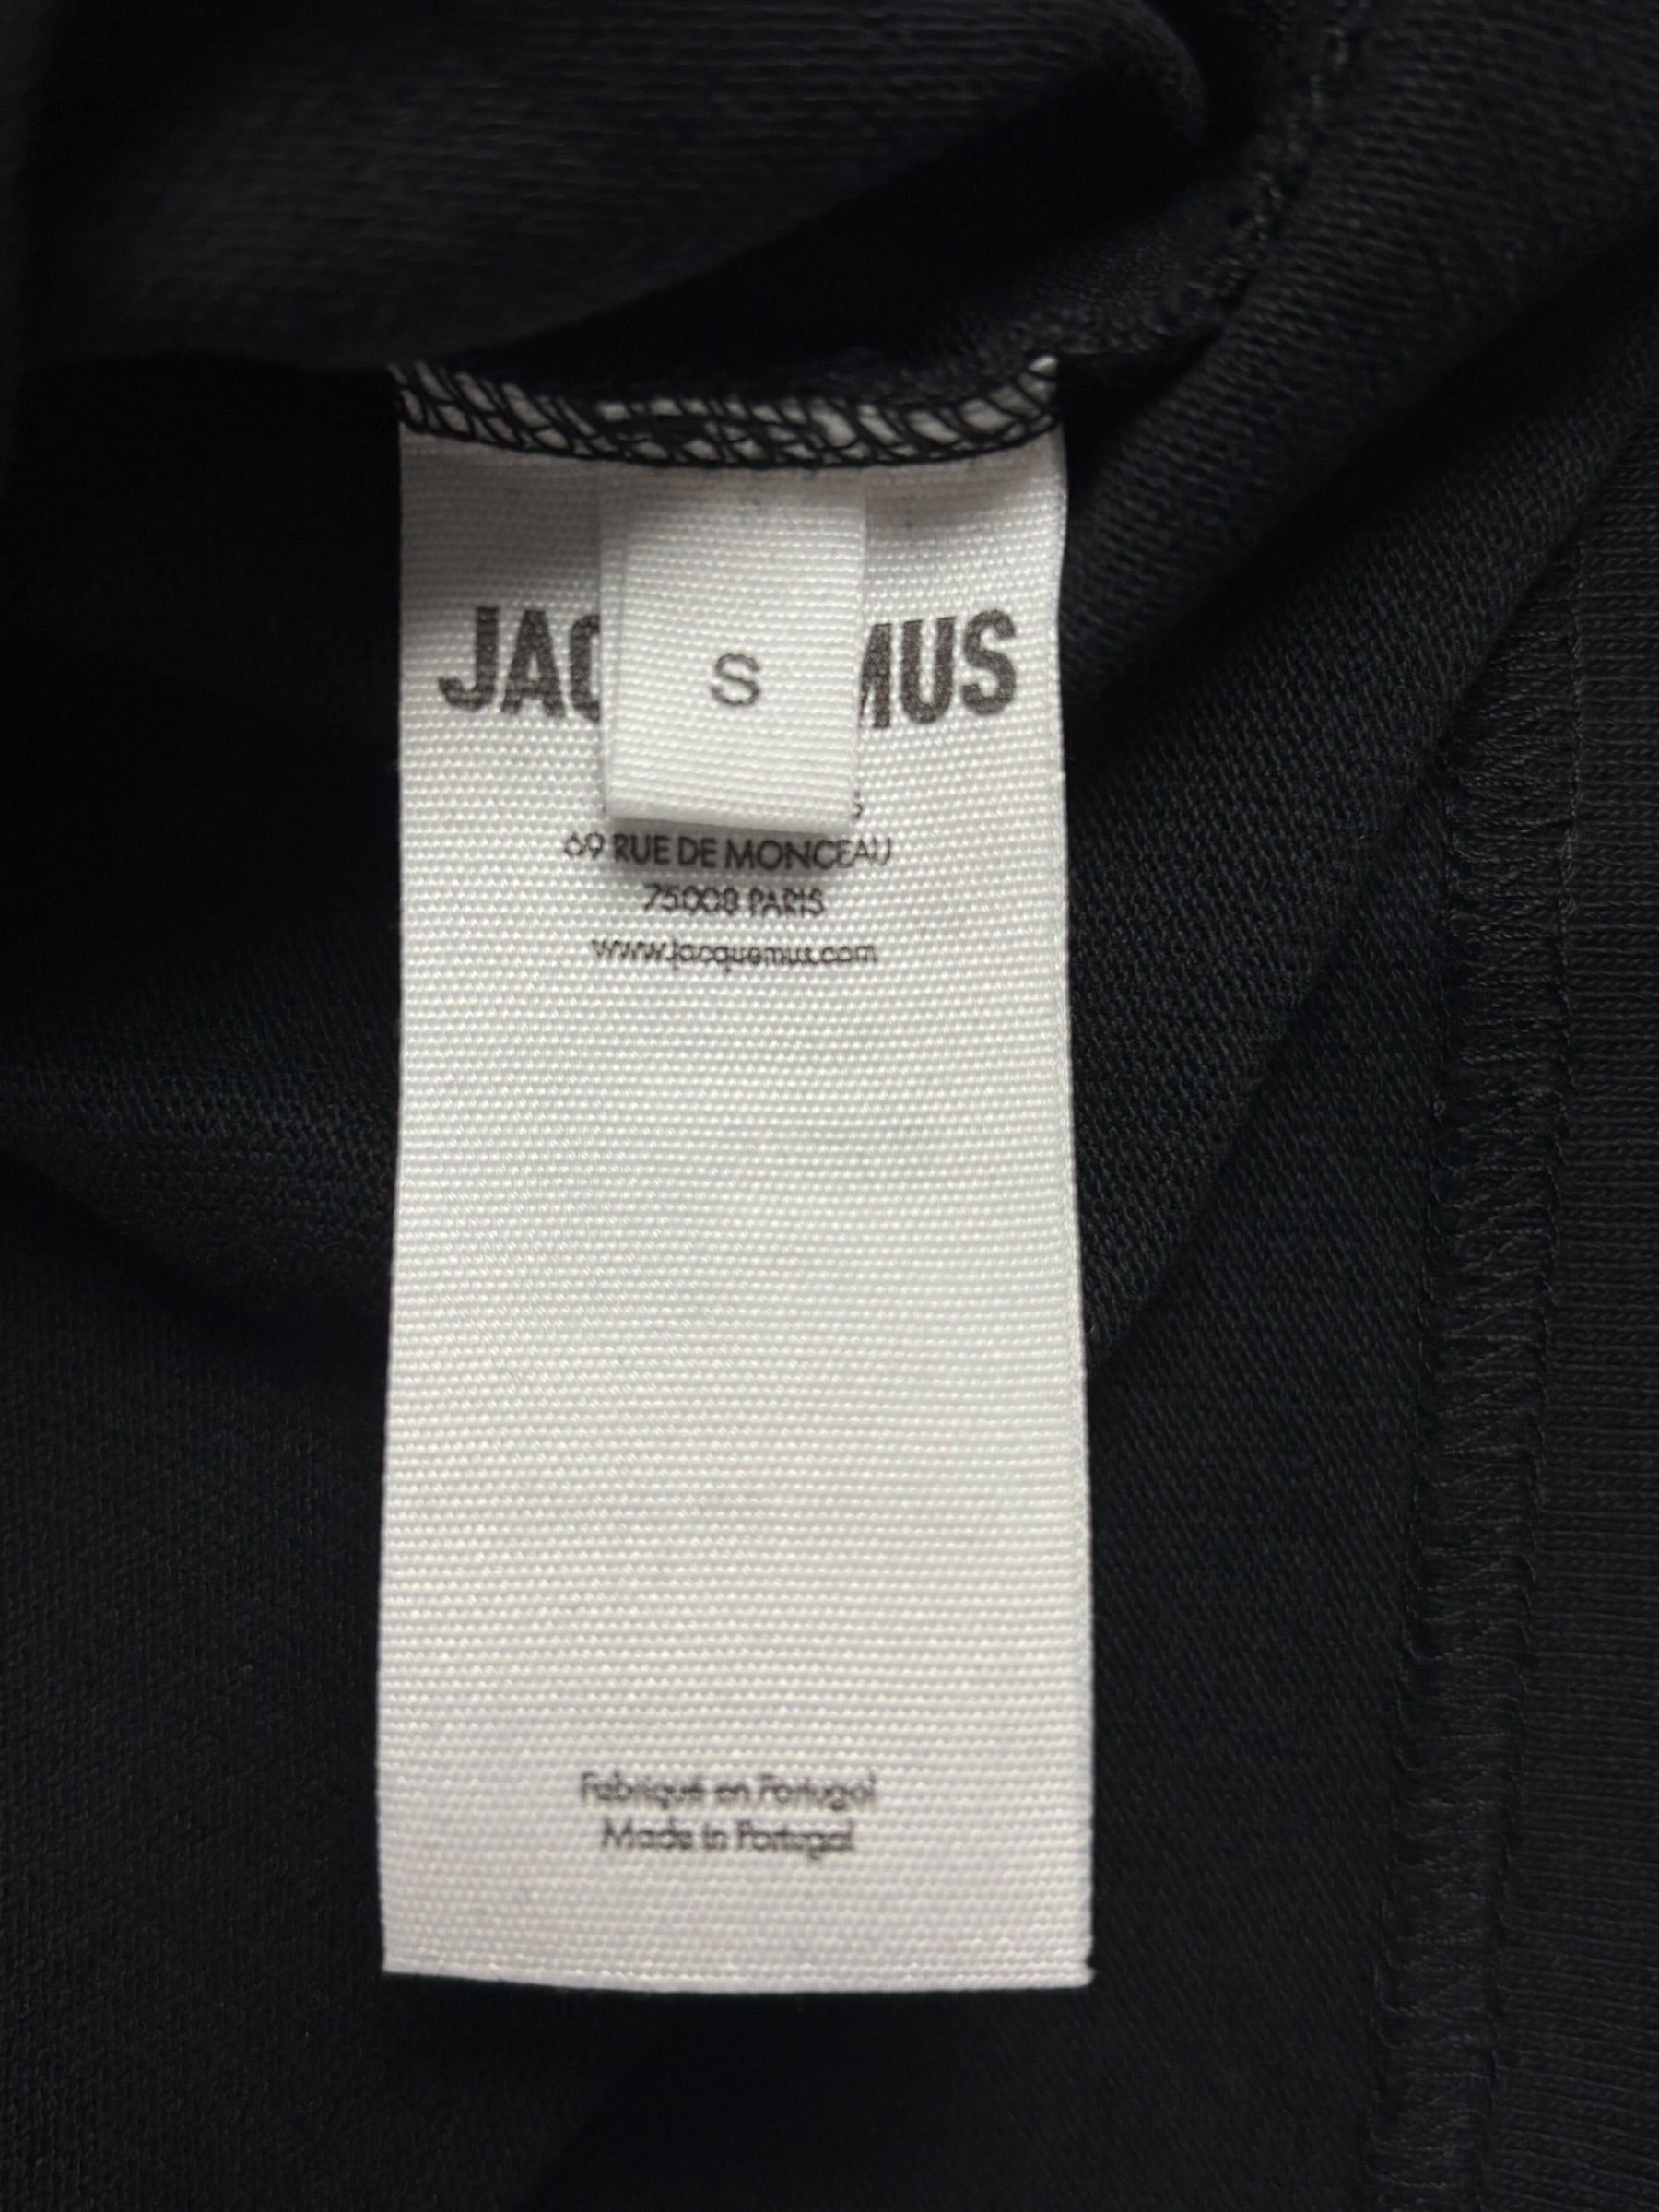 JAC MUS
S
69 RUE DE MONCEAU
75008 PARIS
www.jacquemus.com
Fabriqué en Portugal
Made in Portugal